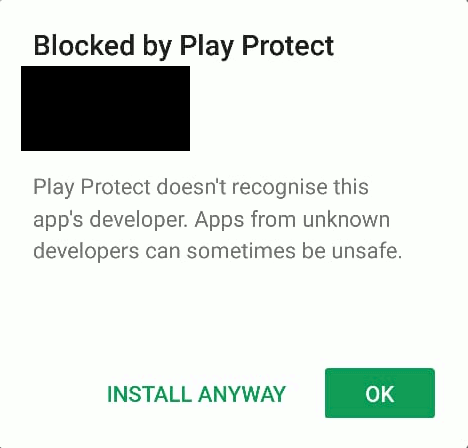 Blocked by Play Protect
Play Protect doesn't recognise this
app's developer. Apps from unknown
developers can sometimes be unsafe.
INSTALL ANYWAY
OK